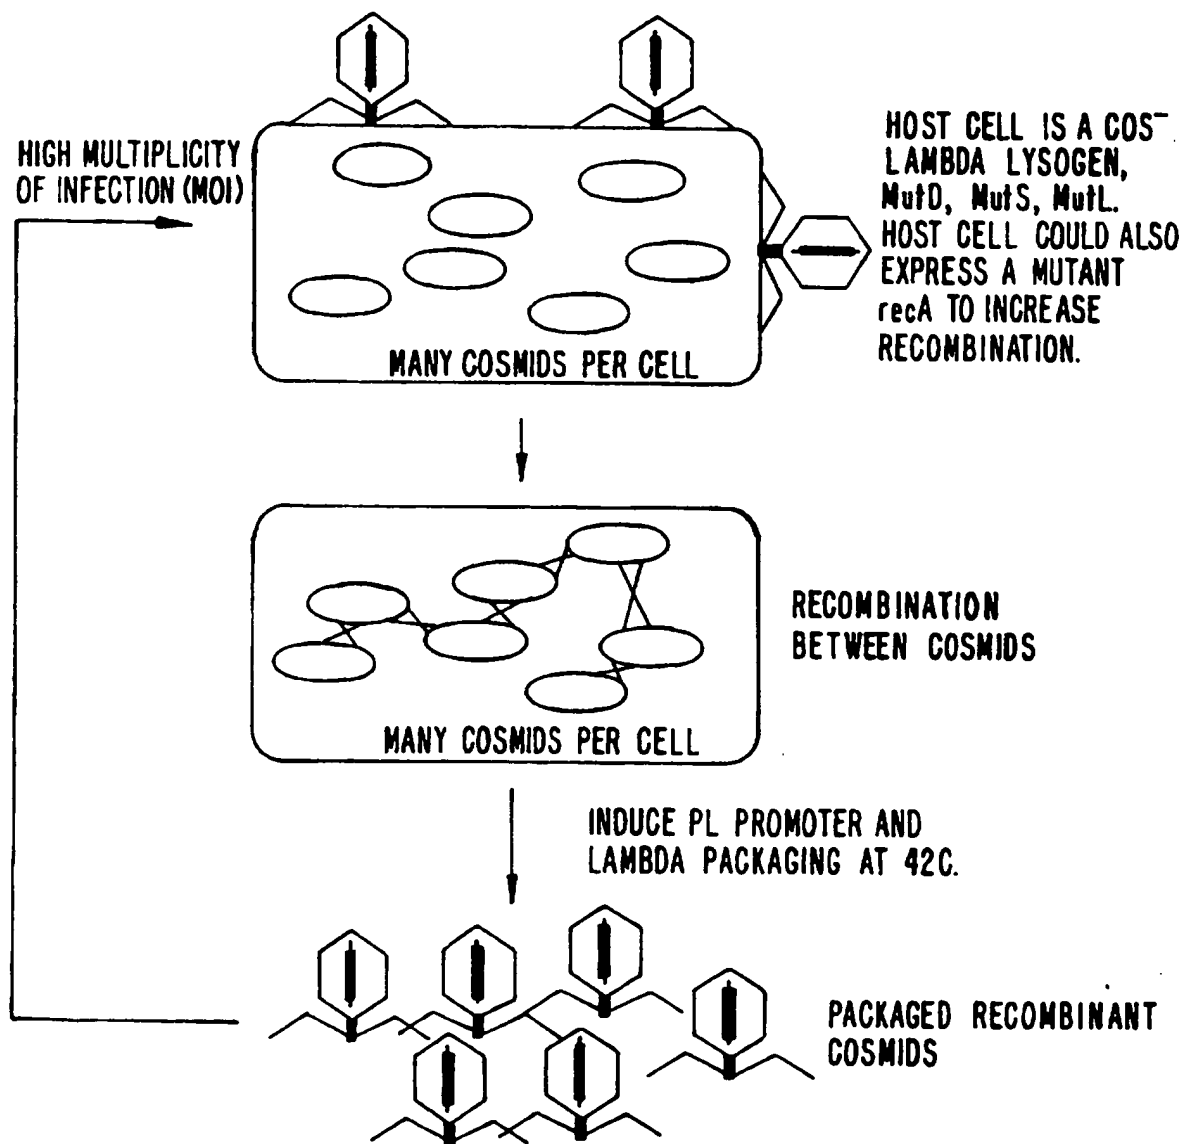 HIGH MULTIPLICITY
OF INFECTION (MOI)
HOST CELL IS A COS⁻
LAMBDA LYSOGEN,
MutD, MutS, MutL.
HOST CELL COULD ALSO
EXPRESS A MUTANT
recA TO INCREASE
RECOMBINATION.
MANY COSMIDS PER CELL
RECOMBINATION
BETWEEN COSMIDS
MANY COSMIDS PER CELL
INDUCE PL PROMOTER AND
LAMBDA PACKAGING AT 42C.
PACKAGED RECOMBINANT
COSMIDS